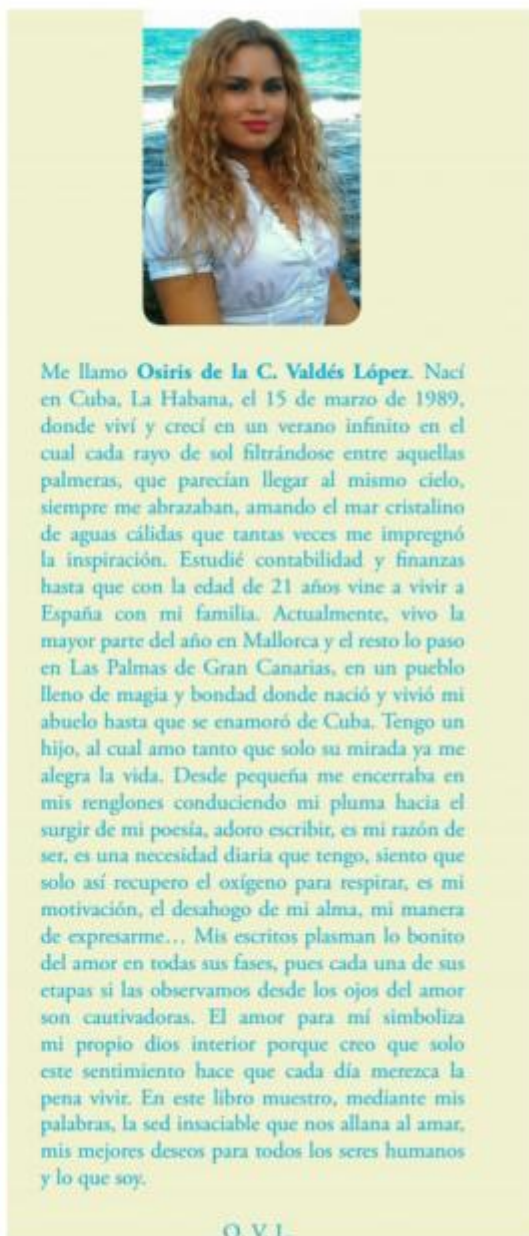 Me llamo Osiris de la C. Valdés López. Nací
en Cuba, La Habana, el 15 de marzo de 1989,
donde viví y crecí en un verano infinito en el
cual cada rayo de sol filtrándose entre aquellas
palmeras, que parecían llegar al mismo cielo,
siempre me abrazaban, amando el mar cristalino
de aguas cálidas que tantas veces me impregnó
la inspiración. Estudié contabilidad y finanzas
hasta que con la edad de 21 años vine a vivir a
España con mi familia. Actualmente, vivo la
mayor parte del año en Mallorca y el resto lo paso
en Las Palmas de Gran Canarias, en un pueblo
lleno de magia y bondad donde nació y vivió mi
abuelo hasta que se enamoró de Cuba. Tengo un
hijo, al cual amo tanto que solo su mirada ya me
alegra la vida. Desde pequeña me encerraba en
mis renglones conduciendo mi pluma hacia el
surgir de mi poesía, adoro escribir, es mi razón de
ser, es una necesidad diaria que tengo, siento que
solo así recupero el oxígeno para respirar, es mi
motivación, el desahogo de mi alma, mi manera
de expresarme… Mis escritos plasman lo bonito
del amor en todas sus fases, pues cada una de sus
etapas si las observamos desde los ojos del amor
son cautivadoras. El amor para mí simboliza
mi propio dios interior porque creo que solo
este sentimiento hace que cada día merezca la
pena vivir. En este libro muestro, mediante mis
palabras, la sed insaciable que nos allana al amar,
mis mejores deseos para todos los seres humanos
y lo que soy.
O. V. L.